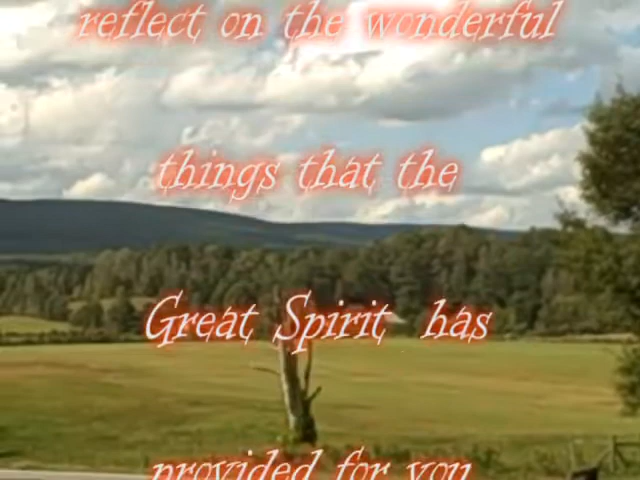 reflect on the wonderful
things that the
Great Spirit has
provided for you